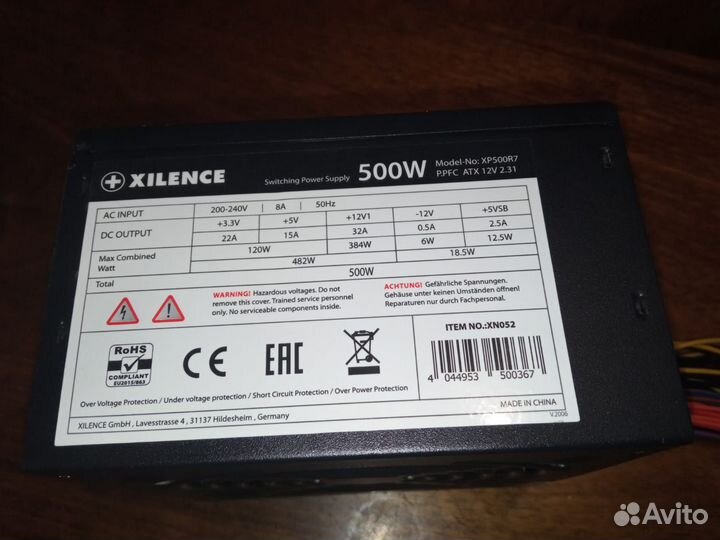 XILENCE
Switching Power Supply 500W Model-No: XP500R7
P.PFC ATX 12V 2.31
AC INPUT 200-240V 8A 50Hz
DC OUTPUT +3.3V +5V +12V1 -12V +5VSB
22A 15A 32A 0.5A 2.5A
Max Combined Watt 120W 384W 6W 12.5W
482W 18.5W
Total 500W
WARNING! Hazardous voltages. Do not
remove this cover. Trained service personnel
only. No serviceable components inside.
ACHTUNG! Gefährliche Spannungen.
Gehäuse unter keinen Umständen öffnen!
Reparaturen nur durch Fachpersonal.
RoHS
COMPLIANT
EU2015/863
CE
EAC
ITEM NO.:XN052
4 044953 500367
Over Voltage Protection / Under voltage protection / Short Circuit Protection / Over Power Protection
XILENCE GmbH , Lavesstrasse 4 , 31137 Hildesheim , Germany
MADE IN CHINA
V.2006
Avito